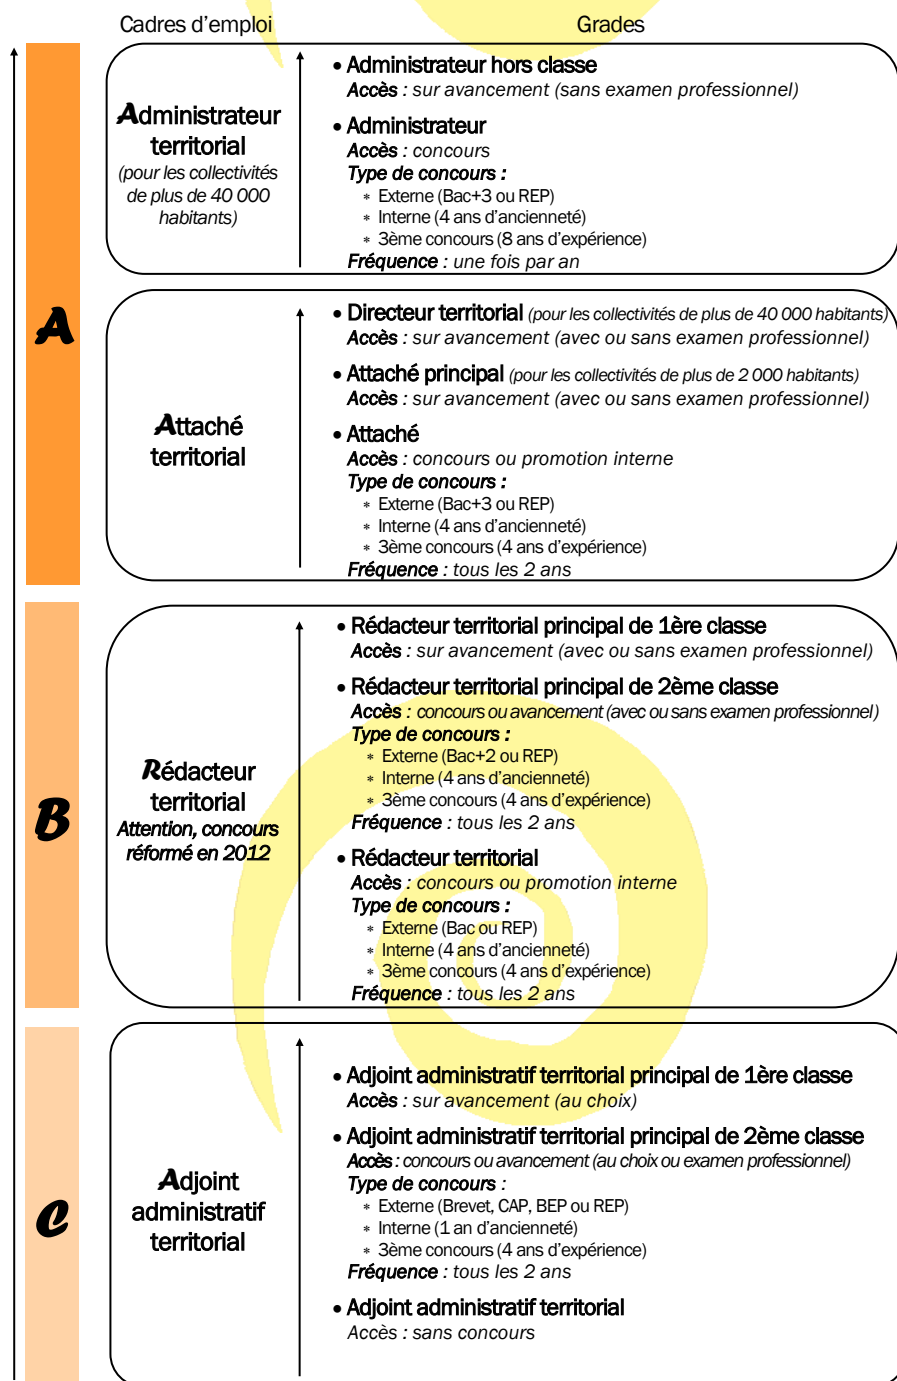 Cadres d'emploi
Grades
A
Administrateur
territorial
(pour les collectivités
de plus de 40 000
habitants)
• Administrateur hors classe
Accès : sur avancement (sans examen professionnel)
• Administrateur
Accès : concours
Type de concours :
* Externe (Bac+3 ou REP)
* Interne (4 ans d'ancienneté)
* 3ème concours (8 ans d'expérience)
Fréquence : une fois par an
Attaché
territorial
• Directeur territorial (pour les collectivités de plus de 40 000 habitants)
Accès : sur avancement (avec ou sans examen professionnel)
• Attaché principal (pour les collectivités de plus de 2 000 habitants)
Accès : sur avancement (avec ou sans examen professionnel)
• Attaché
Accès : concours ou promotion interne
Type de concours :
* Externe (Bac+3 ou REP)
* Interne (4 ans d'ancienneté)
* 3ème concours (4 ans d'expérience)
Fréquence : tous les 2 ans
B
Rédacteur
territorial
Attention, concours
réformé en 2012
• Rédacteur territorial principal de 1ère classe
Accès : sur avancement (avec ou sans examen professionnel)
• Rédacteur territorial principal de 2ème classe
Accès : concours ou avancement (avec ou sans examen professionnel)
Type de concours :
* Externe (Bac+2 ou REP)
* Interne (4 ans d'ancienneté)
* 3ème concours (4 ans d'expérience)
Fréquence : tous les 2 ans
• Rédacteur territorial
Accès : concours ou promotion interne
Type de concours :
* Externe (Bac ou REP)
* Interne (4 ans d'ancienneté)
* 3ème concours (4 ans d'expérience)
Fréquence : tous les 2 ans
C
Adjoint
administratif
territorial
• Adjoint administratif territorial principal de 1ère classe
Accès : sur avancement (au choix)
• Adjoint administratif territorial principal de 2ème classe
Accès : concours ou avancement (au choix ou examen professionnel)
Type de concours :
* Externe (Brevet, CAP, BEP ou REP)
* Interne (1 an d'ancienneté)
* 3ème concours (4 ans d'expérience)
Fréquence : tous les 2 ans
• Adjoint administratif territorial
Accès : sans concours